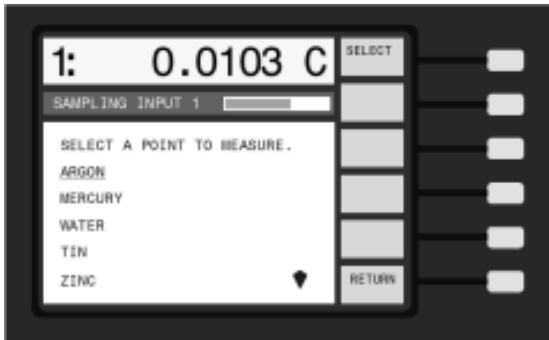 1: 0.0103 C
SELECT
SAMPLING INPUT 1
SELECT A POINT TO MEASURE.
ARGON
MERCURY
WATER
TIN
ZINC
RETURN